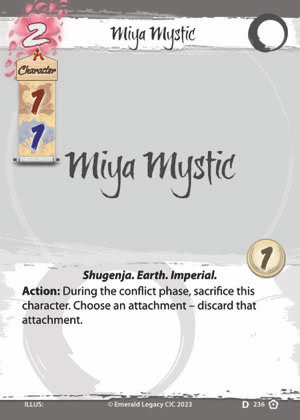 2
Miya Mystic
Character
1
1
Miya Mystic
1
Shugenja. Earth. Imperial.
Action: During the conflict phase, sacrifice this
character. Choose an attachment – discard that
attachment.
ILLUS: © Emerald Legacy CIC 2023 D 236